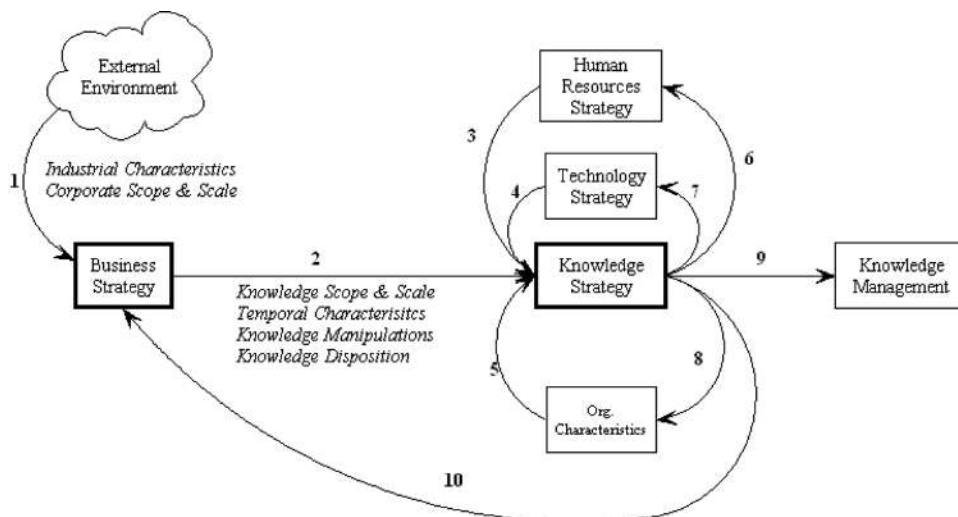 External
Environment
1
Industrial Characteristics
Corporate Scope & Scale
Business
Strategy
2
Knowledge Scope & Scale
Temporal Characterisitcs
Knowledge Manipulations
Knowledge Disposition
Human
Resources
Strategy
3
6
Technology
Strategy
4
7
Knowledge
Strategy
9
Knowledge
Management
5
8
Org.
Characteristics
10